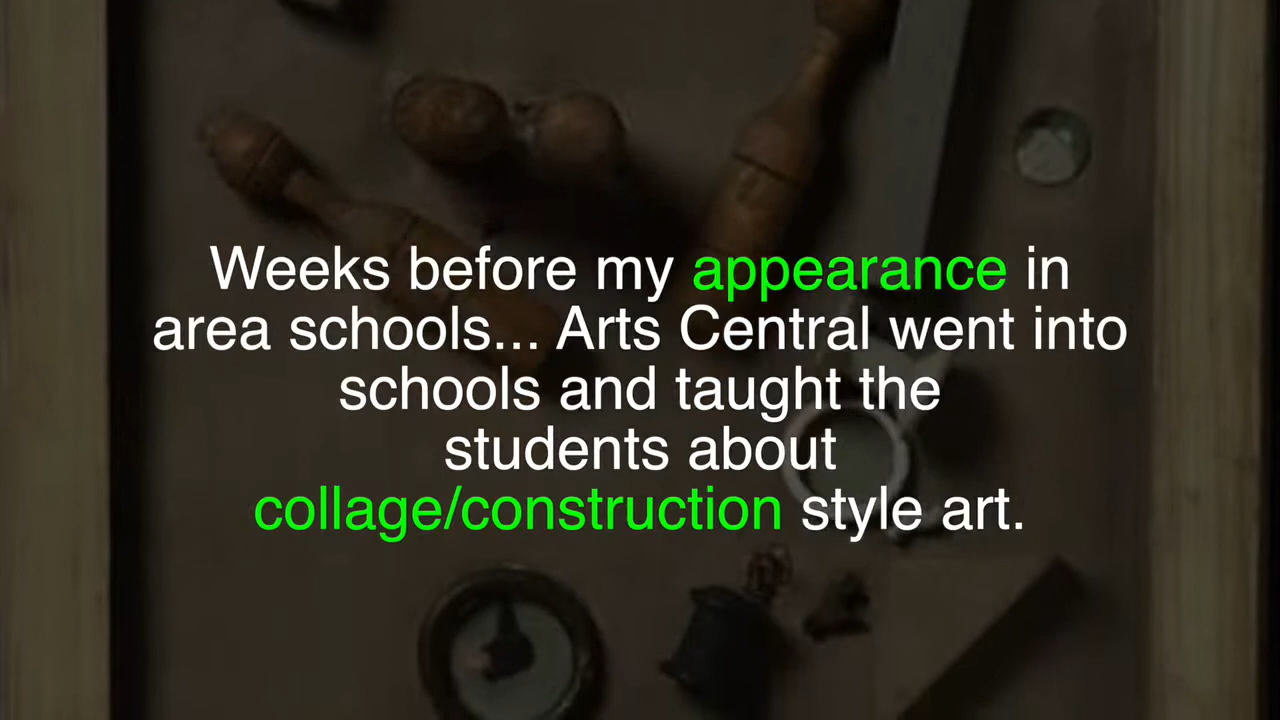 Weeks before my appearance in
area schools... Arts Central went into
schools and taught the
students about
collage/construction style art.